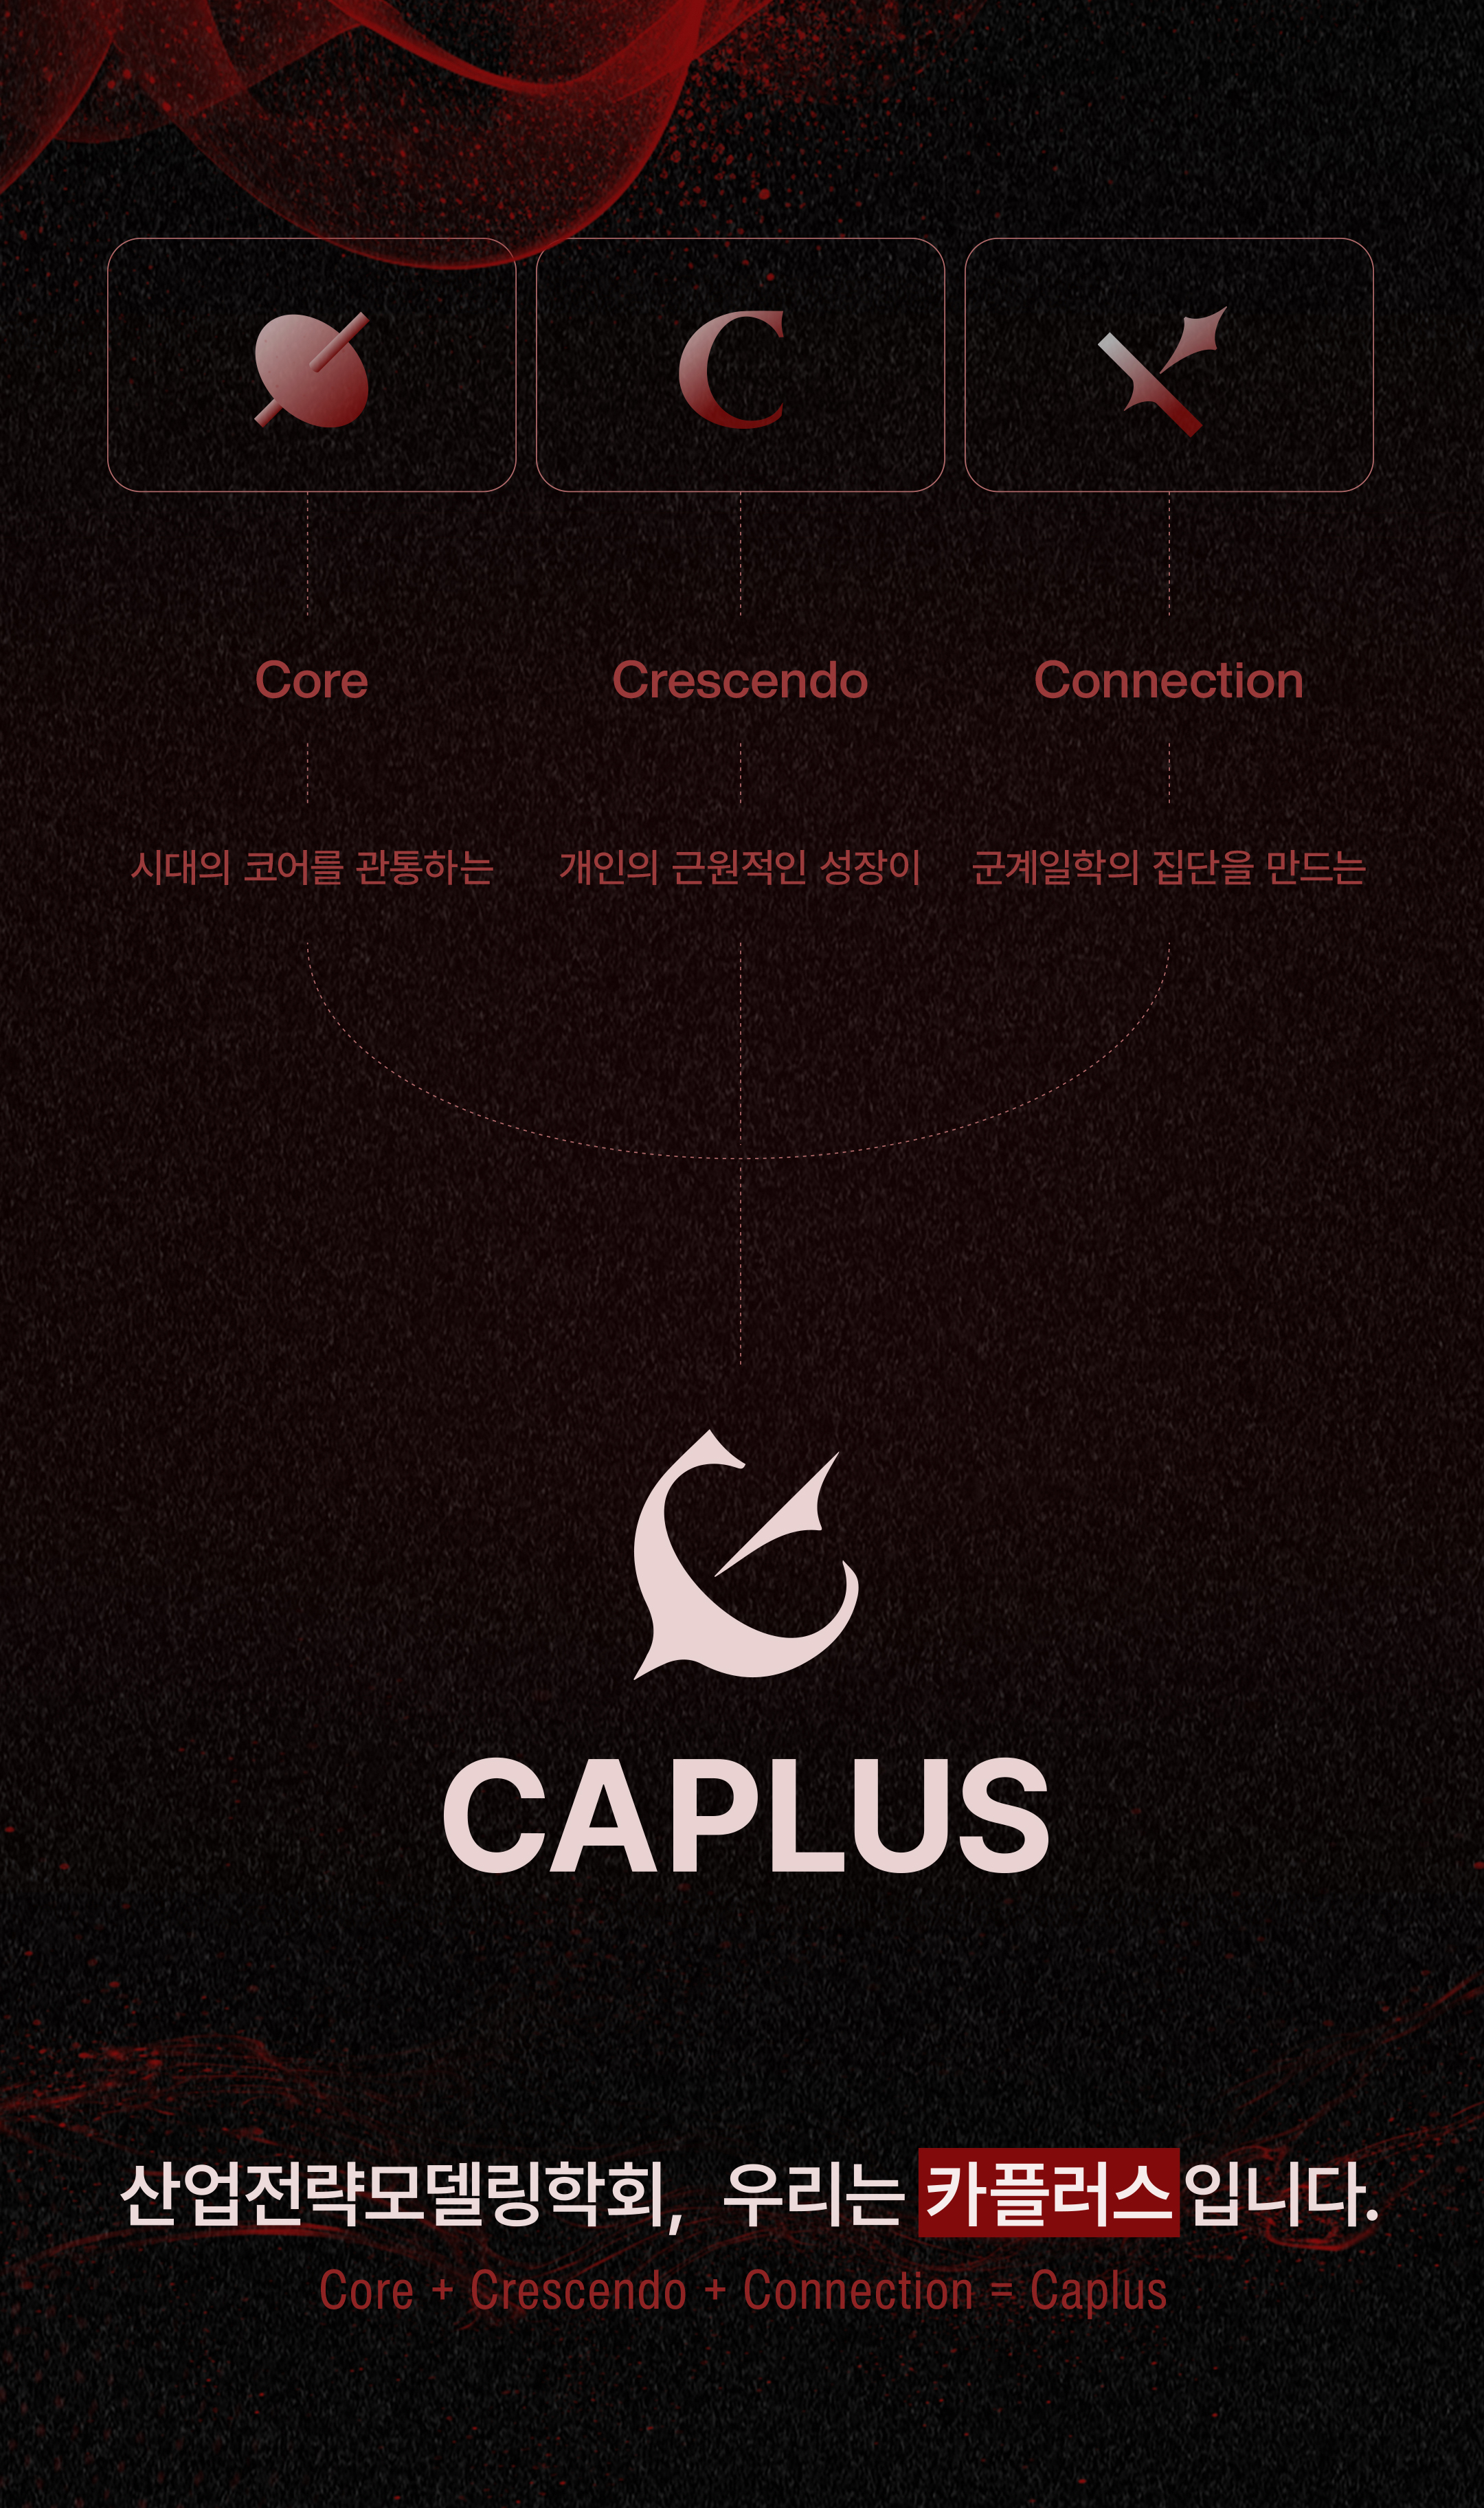 Core
Crescendo
Connection
시대의 코어를 관통하는
개인의 근원적인 성장이
군계일학의 집단을 만드는
CAPLUS
산업전략모델링학회, 우리는 카플러스입니다.
Core + Crescendo + Connection = Caplus